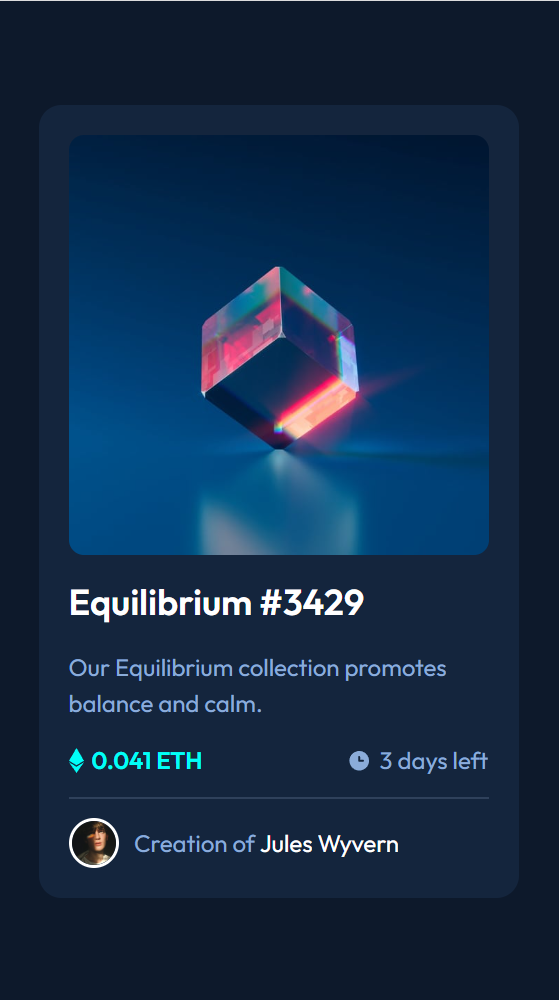 Equilibrium #3429
Our Equilibrium collection promotes
balance and calm.
0.041 ETH
3 days left
Creation of Jules Wyvern